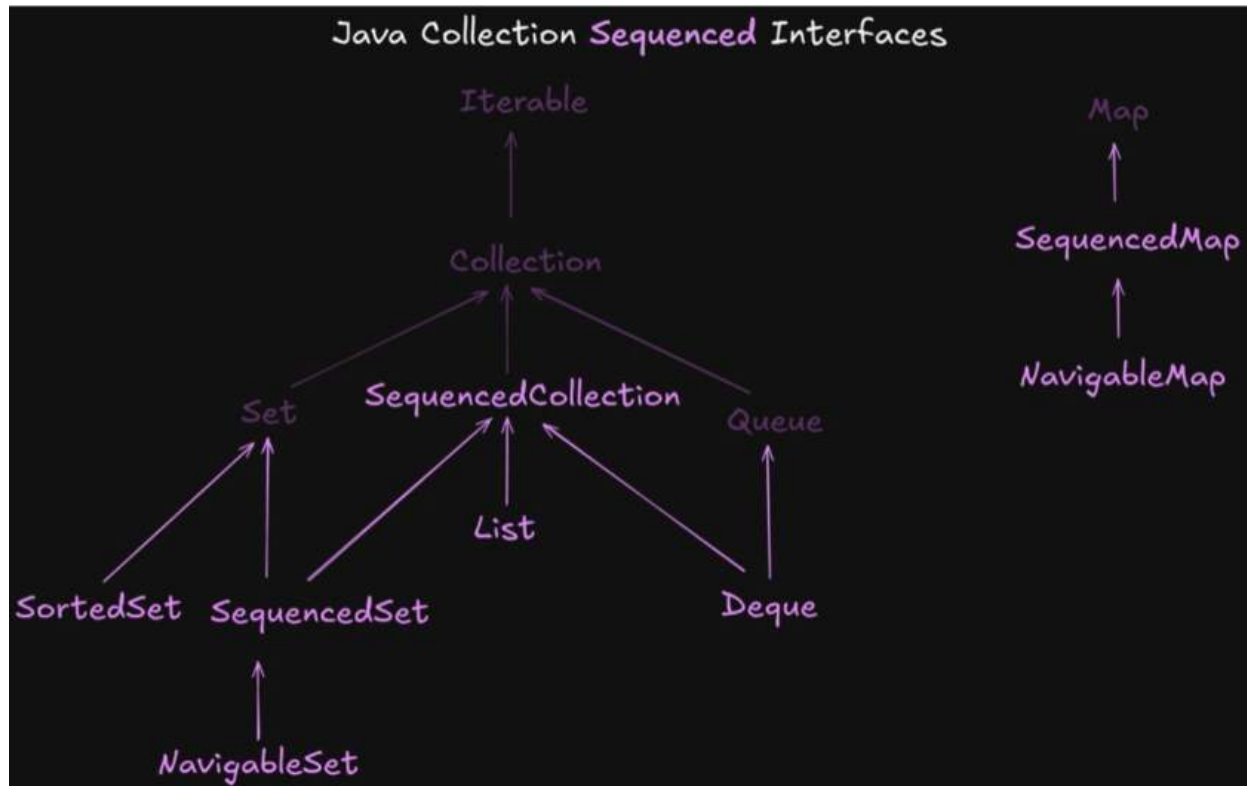 Java Collection Sequenced Interfaces
Iterable
Map
SequencedMap
Collection
NavigableMap
SequencedCollection
Set
Queue
List
SortedSet
SequencedSet
Deque
NavigableSet